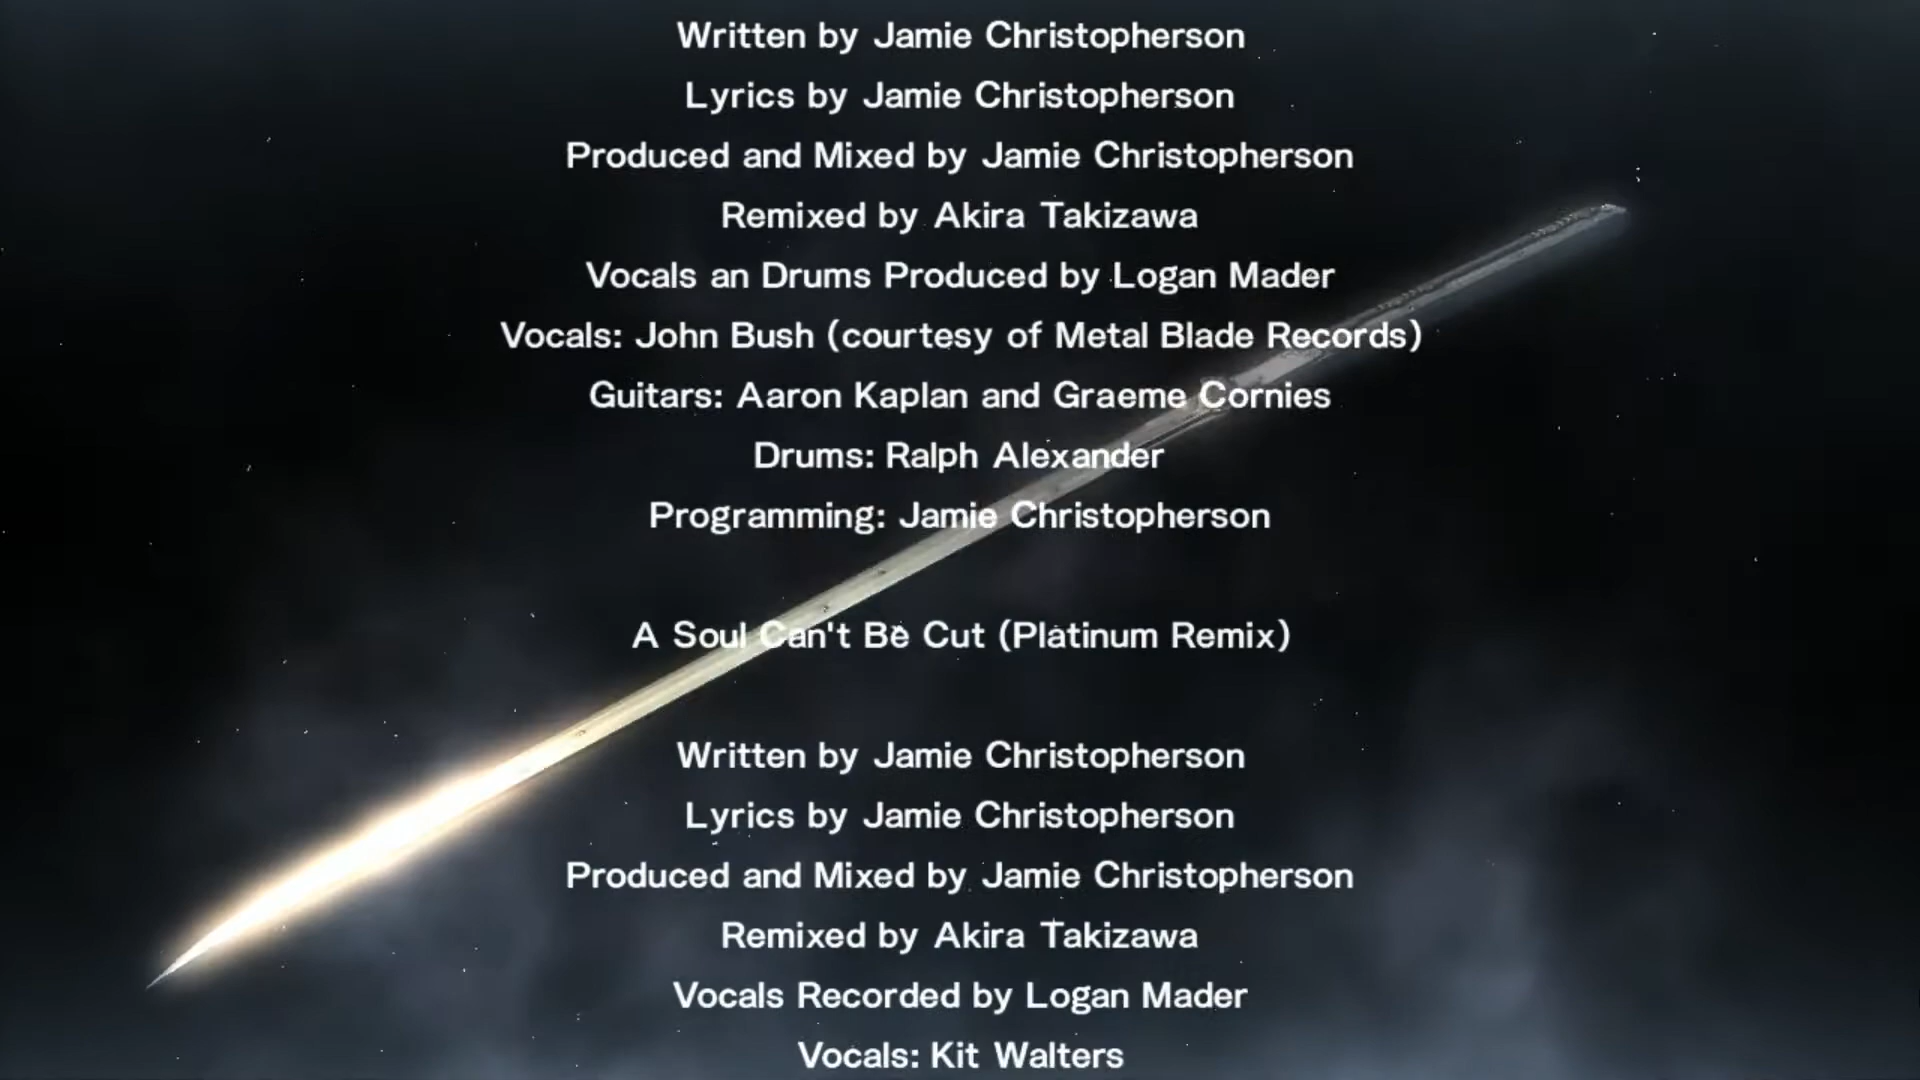 Written by Jamie Christopherson
Lyrics by Jamie Christopherson
Produced and Mixed by Jamie Christopherson
Remixed by Akira Takizawa
Vocals an Drums Produced by Logan Mader
Vocals: John Bush (courtesy of Metal Blade Records)
Guitars: Aaron Kaplan and Graeme Cornies
Drums: Ralph Alexander
Programming: Jamie Christopherson
A Soul Can't Be Cut (Platinum Remix)
Written by Jamie Christopherson
Lyrics by Jamie Christopherson
Produced and Mixed by Jamie Christopherson
Remixed by Akira Takizawa
Vocals Recorded by Logan Mader
Vocals: Kit Walters